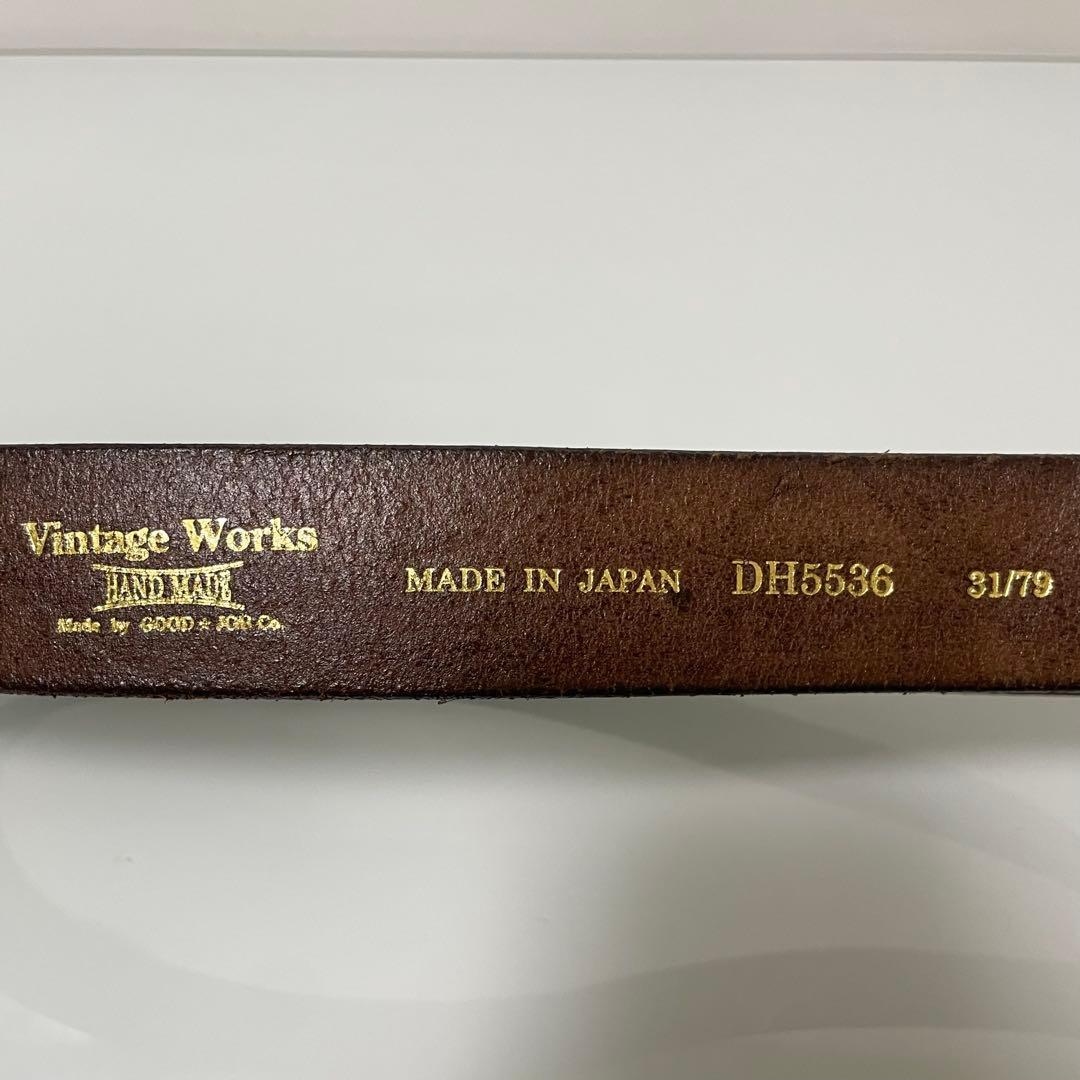 Vintage Works
HAND MADE
Made by GOOD ★ JOB Co.
MADE IN JAPAN DH5536 31/79